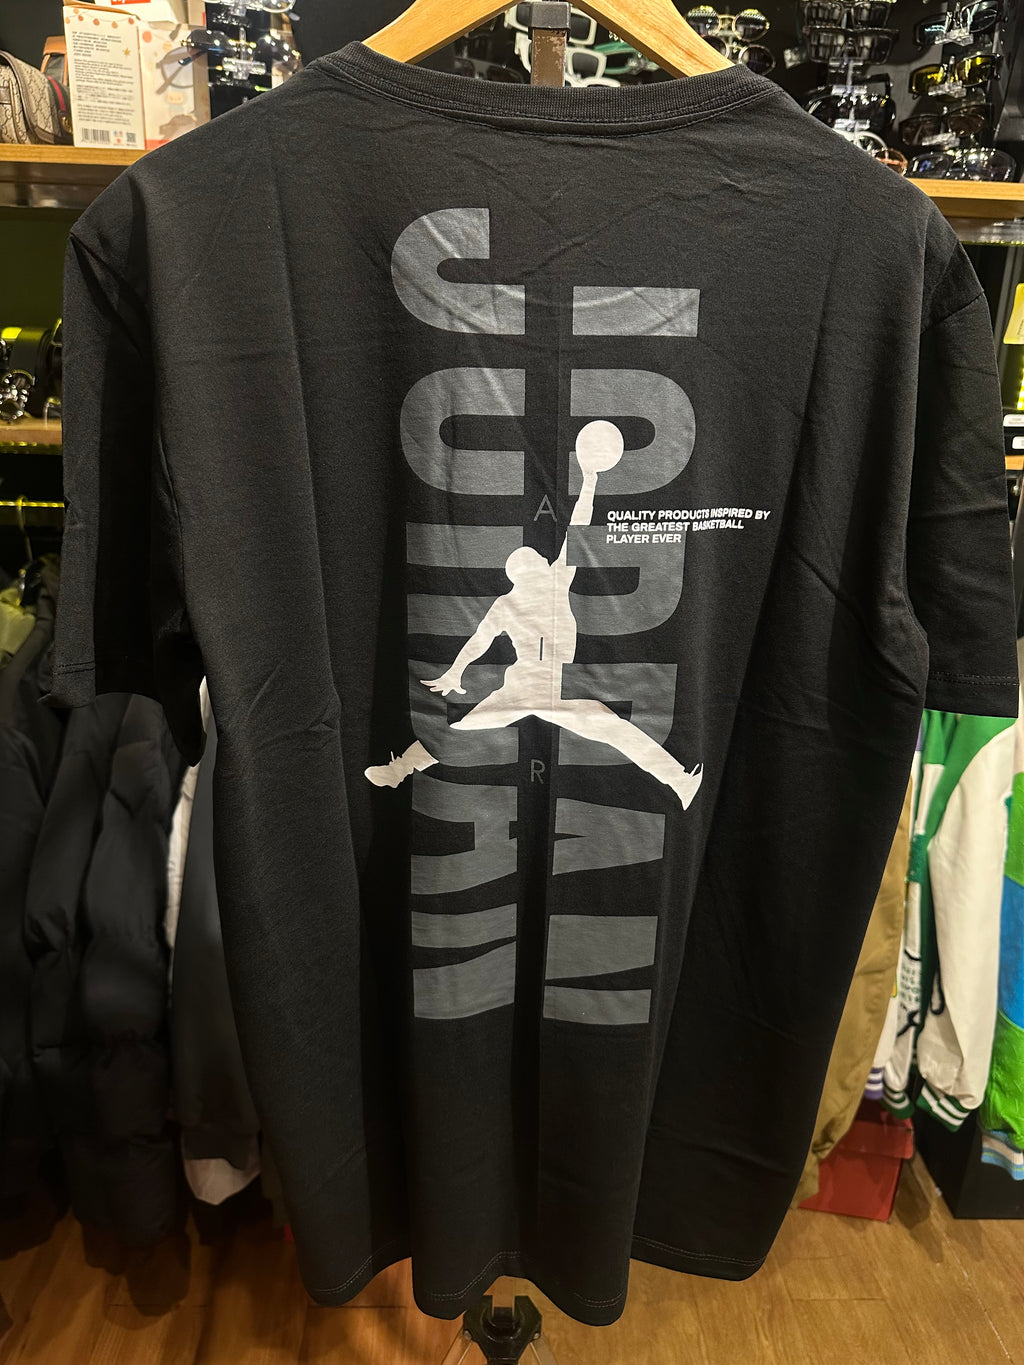 JORDAN
A
I
R
QUALITY PRODUCTS INSPIRED BY
THE GREATEST BASKETBALL
PLAYER EVER